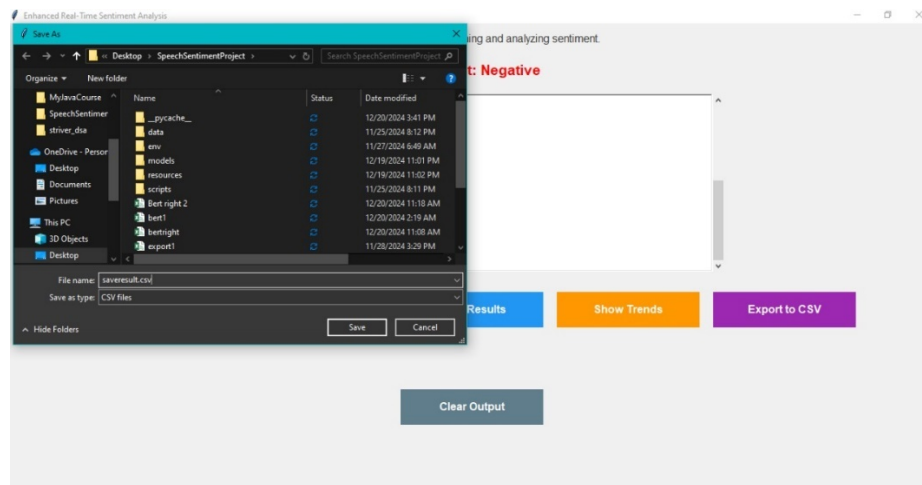 Enhanced Real-Time Sentiment Analysis
Save As
« Desktop > SpeechSentimentProject >
Search SpeechSentimentProject
Organize
New folder
MyJavaCourse
SpeechSentimer
striver_dsa
OneDrive - Persor
Desktop
Documents
Pictures
This PC
3D Objects
Desktop
Name Status Date modified
__pycache__ 12/20/2024 3:41 PM
data 11/25/2024 8:12 PM
env 11/27/2024 6:49 AM
models 12/19/2024 11:01 PM
resources 12/19/2024 11:02 PM
scripts 11/25/2024 8:11 PM
Bert right 2 12/20/2024 11:18 AM
bert1 12/20/2024 2:19 AM
bertright 12/20/2024 11:08 AM
export1 11/28/2024 3:29 PM
File name: saveresult.csv
Save as type: CSV files
Hide Folders
Save
Cancel
ing and analyzing sentiment.
t: Negative
Results
Show Trends
Export to CSV
Clear Output